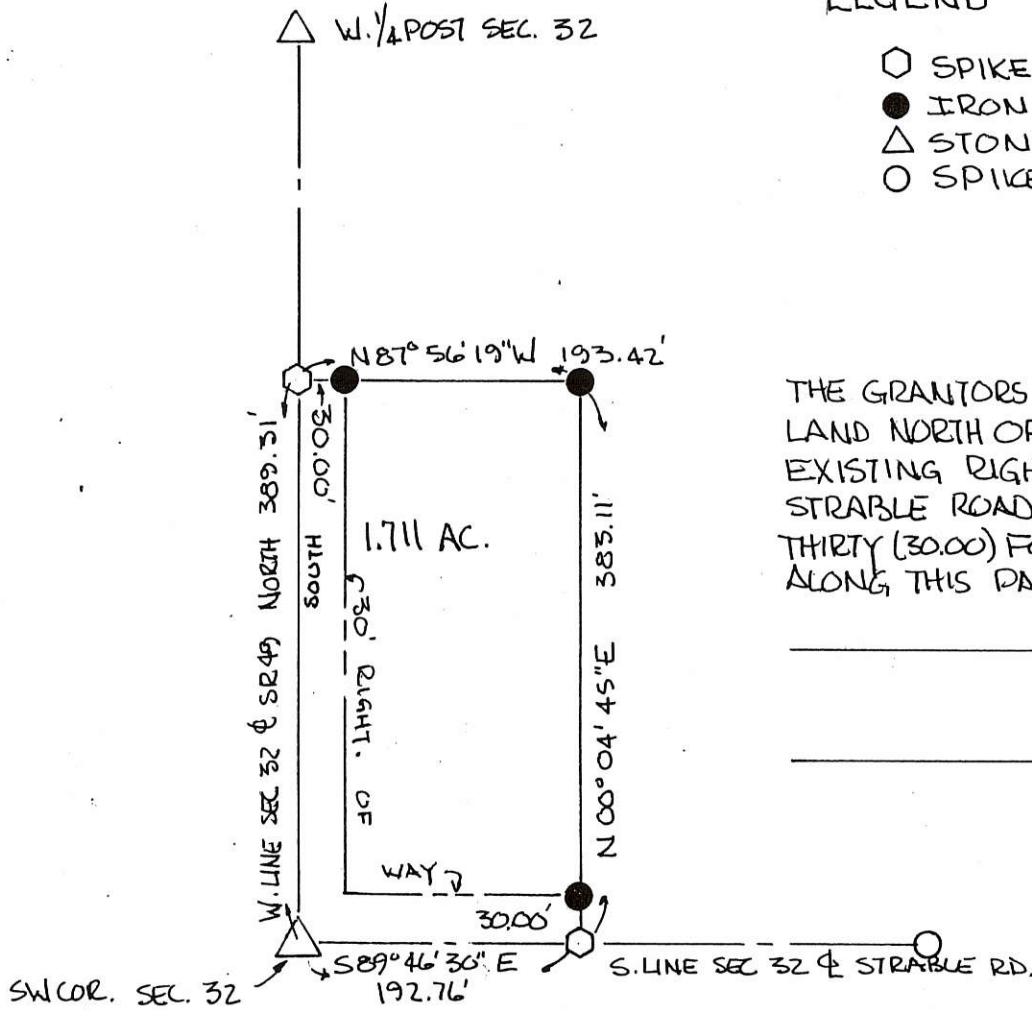 LEGEND
W. 1/4 POST SEC. 32
SPIKE
IRON
STON
SPIKE
N 87° 56' 19" W 193.42'
30.00'
W. LINE SEC 32 ℄ SR49 NORTH 389.31'
SOUTH
1.711 AC.
30' RIGHT. OF
WAY
N 00° 04' 45" E 383.11'
30.00'
THE GRANTORS
LAND NORTH OF
EXISTING RIGH
STRABLE ROAD
THIRTY (30.00) FO
ALONG THIS PA
SW COR. SEC. 32
S 89° 46' 30" E
192.76'
S. LINE SEC 32 ℄ STRABLE RD.